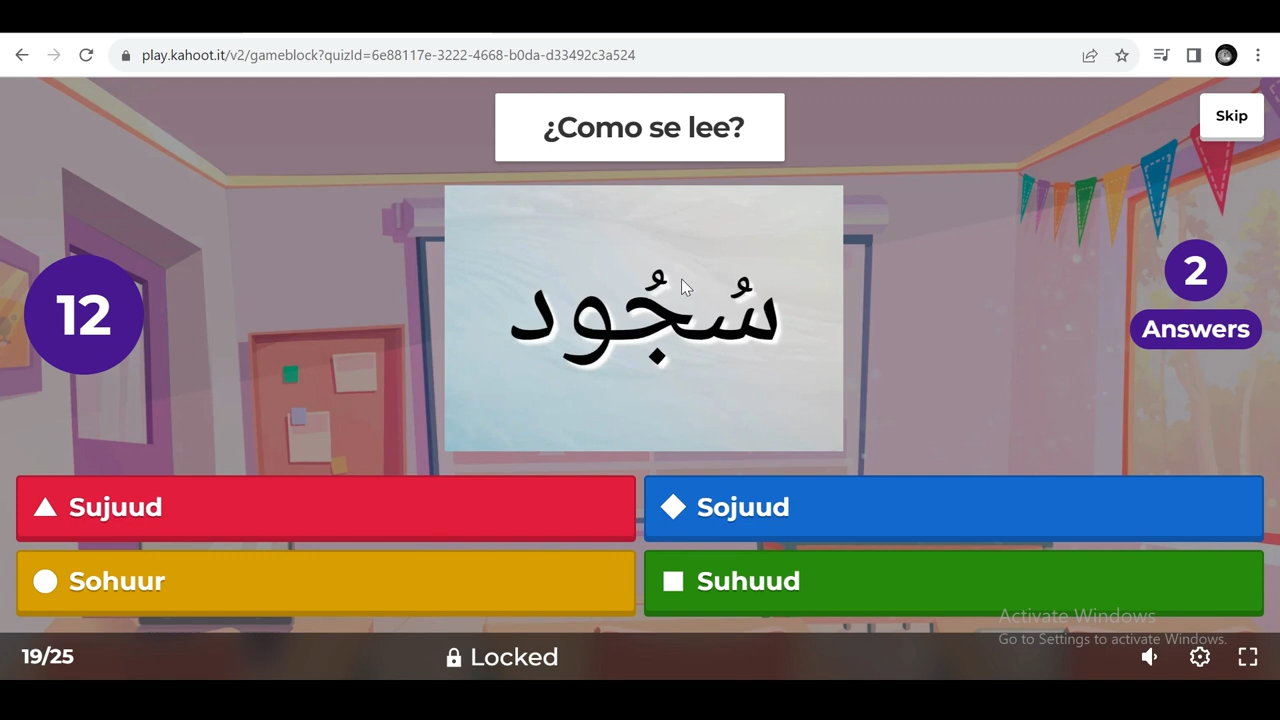 play.kahoot.it/v2/gameblock?quizId=6e88117e-3222-4668-b0da-d33492c3a524
¿Como se lee?
Skip
سُجُود
12
2
Answers
Sujuud
Sojuud
Sohuur
Suhuud
Activate Windows
Go to Settings to activate Windows.
19/25
Locked